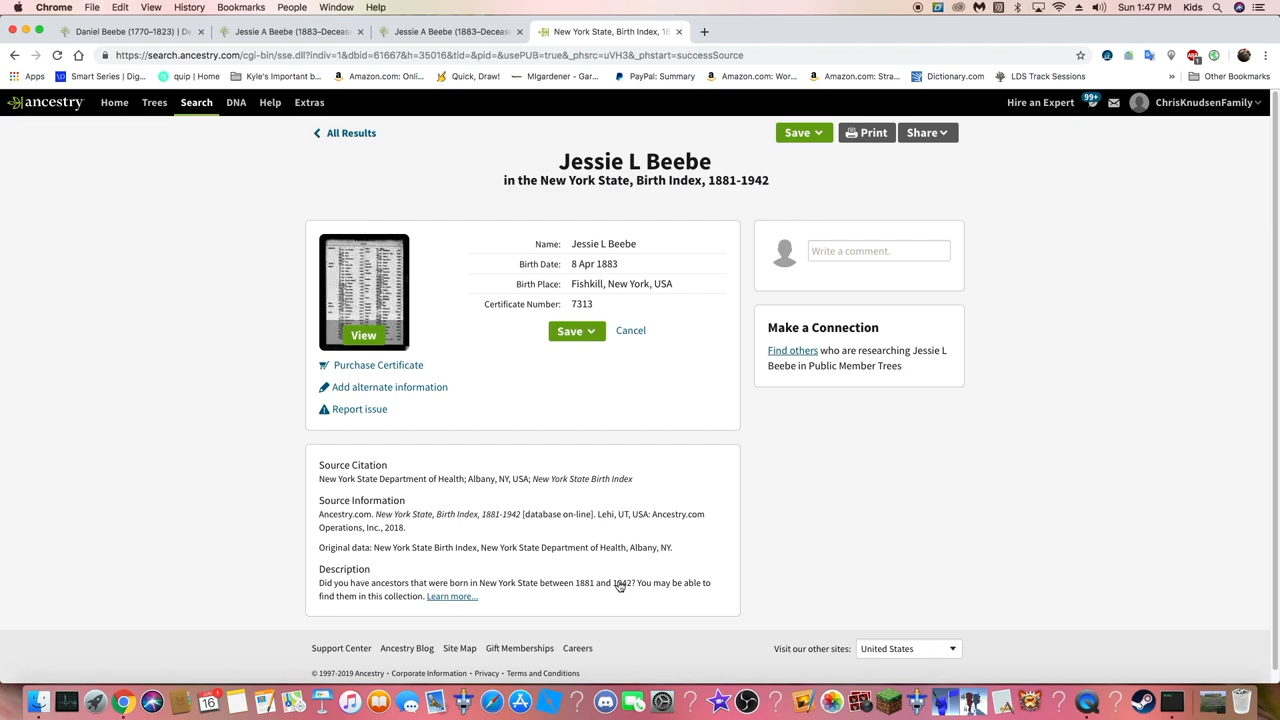 Chrome File Edit View History Bookmarks People Window Help Sun 1:47 PM Kids
Daniel Beebe (1770–1823) | De Jessie A Beebe (1883–Deceas Jessie A Beebe (1883–Deceas New York State, Birth Index, 18
https://search.ancestry.com/cgi-bin/sse.dll?indiv=1&dbid=61667&h=35016&tid=&pid=&usePUB=true&_phsrc=uVH3&_phstart=successSource
Apps Smart Series | Dig... quip | Home Kyle's Important b... Amazon.com: Onli... Quick, Draw! MIgardener - Gar... PayPal: Summary Amazon.com: Wor... Amazon.com: Stra... Dictionary.com LDS Track Sessions » Other Bookmarks
ancestry Home Trees Search DNA Help Extras Hire an Expert 99+ ChrisKnudsenFamily
All Results Save Print Share
Jessie L Beebe
in the New York State, Birth Index, 1881-1942
Name: Jessie L Beebe
Birth Date: 8 Apr 1883
Birth Place: Fishkill, New York, USA
Certificate Number: 7313
Save Cancel
View
Purchase Certificate
Add alternate information
Report issue
Write a comment.
Make a Connection
Find others who are researching Jessie L
Beebe in Public Member Trees
Source Citation
New York State Department of Health; Albany, NY, USA; New York State Birth Index
Source Information
Ancestry.com. New York State, Birth Index, 1881-1942 [database on-line]. Lehi, UT, USA: Ancestry.com
Operations, Inc., 2018.
Original data: New York State Birth Index, New York State Department of Health, Albany, NY.
Description
Did you have ancestors that were born in New York State between 1881 and 1942? You may be able to
find them in this collection. Learn more...
Support Center Ancestry Blog Site Map Gift Memberships Careers Visit our other sites: United States
© 1997-2019 Ancestry · Corporate Information · Privacy · Terms and Conditions
16